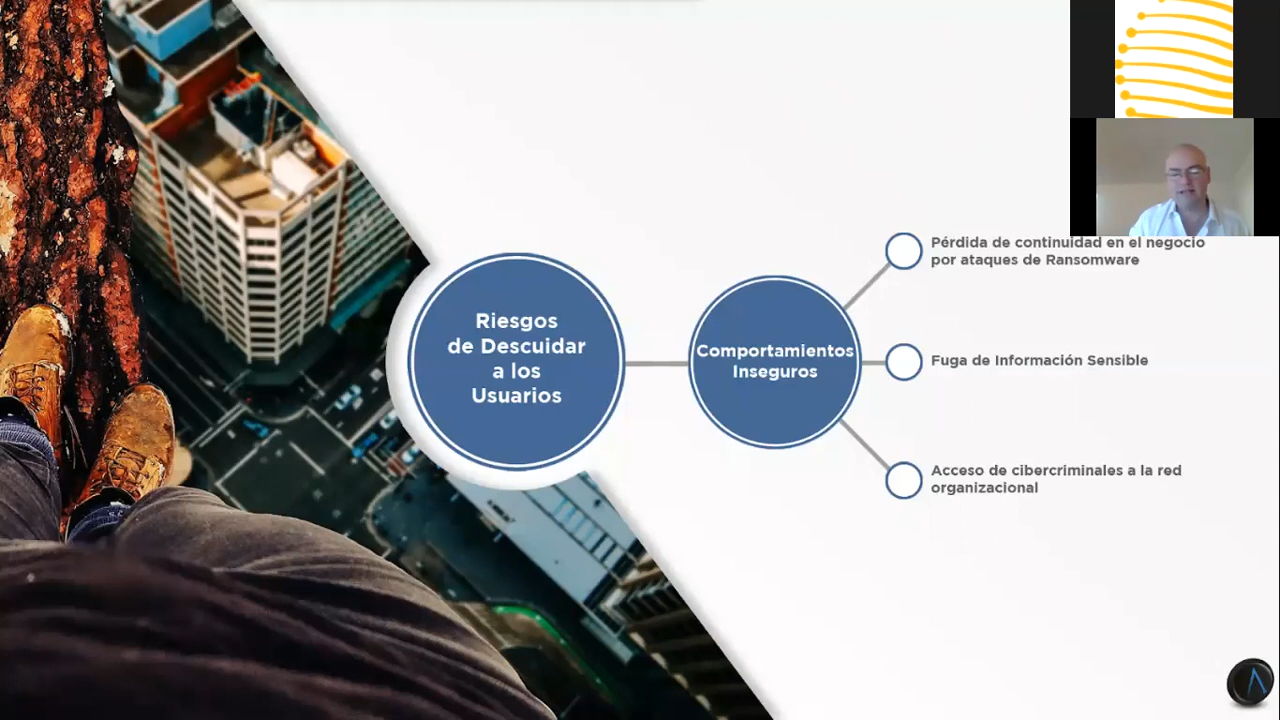 Riesgos
de Descuidar
a los
Usuarios
Comportamientos
Inseguros
Pérdida de continuidad en el negocio
por ataques de Ransomware
Fuga de Información Sensible
Acceso de cibercriminales a la red
organizacional